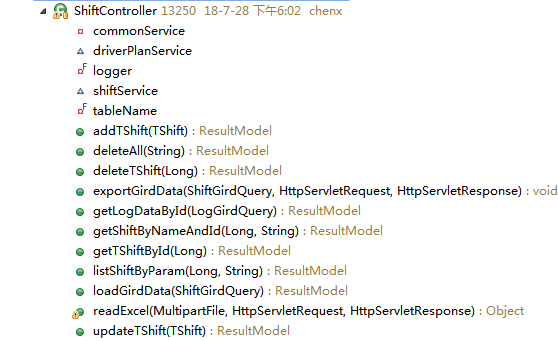 ShiftController 13250 18-7-28 下午6:02 chenx
commonService
driverPlanService
logger
shiftService
tableName
addTShift(TShift) : ResultModel
deleteAll(String) : ResultModel
deleteTShift(Long) : ResultModel
exportGirdData(ShiftGirdQuery, HttpServletRequest, HttpServletResponse) : void
getLogDataById(LogGirdQuery) : ResultModel
getShiftByNameAndId(Long, String) : ResultModel
getTShiftById(Long) : ResultModel
listShiftByParam(Long, String) : ResultModel
loadGirdData(ShiftGirdQuery) : ResultModel
readExcel(MultipartFile, HttpServletRequest, HttpServletResponse) : Object
updateTShift(TShift) : ResultModel